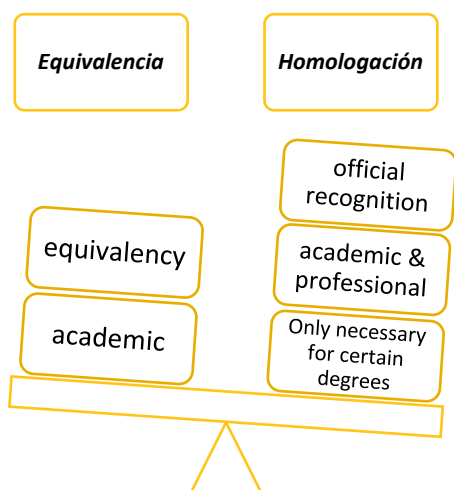 Equivalencia
Homologación
equivalency
academic
official
recognition
academic &
professional
Only necessary
for certain
degrees